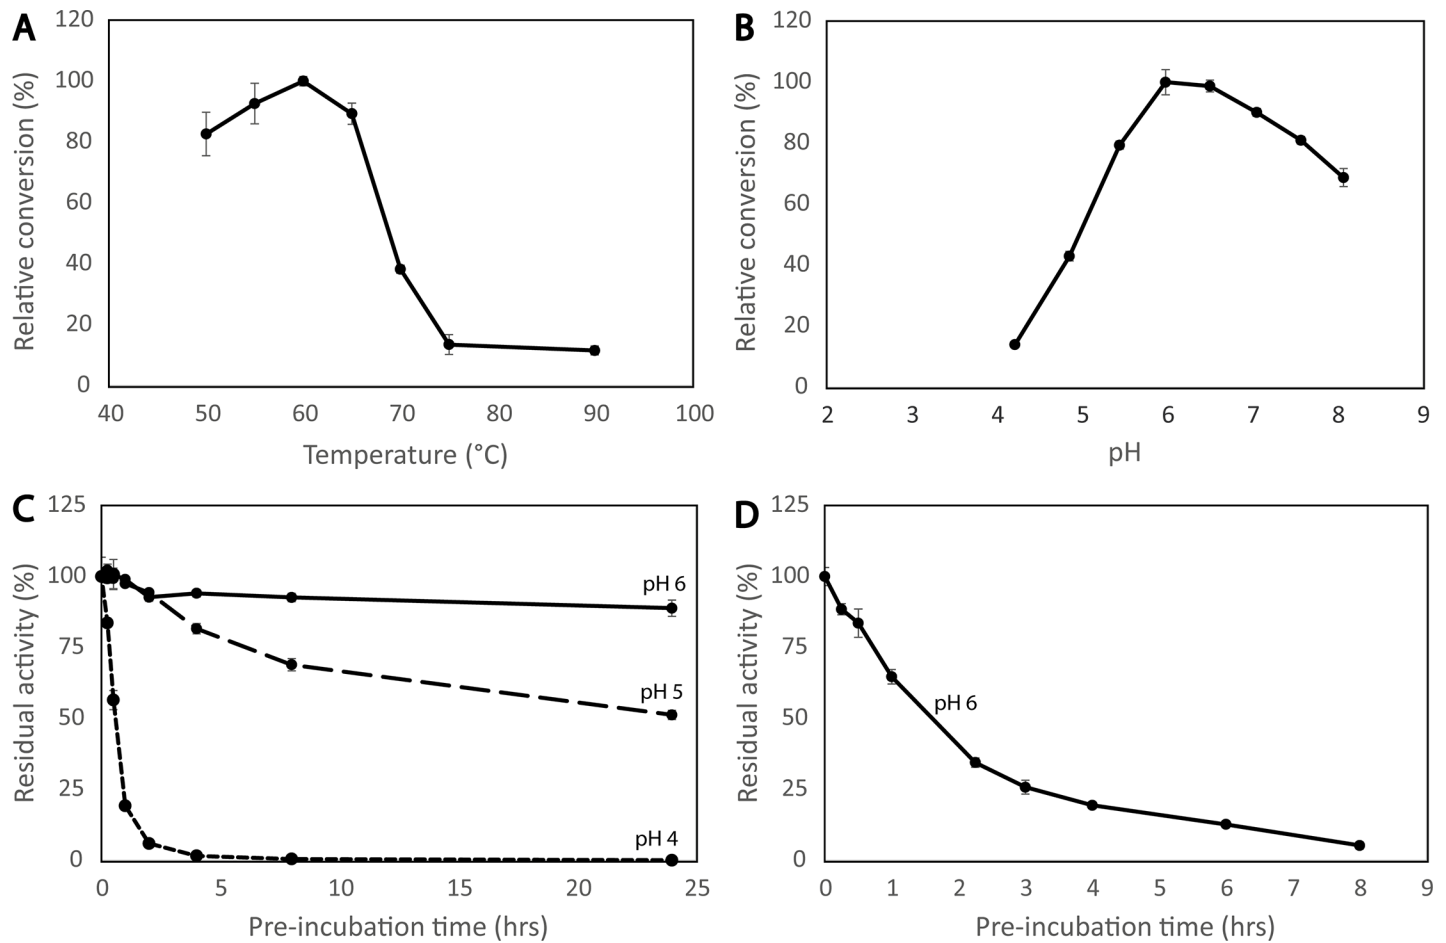 A
Relative conversion (%)
120
100
80
60
40
20
0
40 50 60 70 80 90 100
Temperature (°C)
B
Relative conversion (%)
120
100
80
60
40
20
0
2 3 4 5 6 7 8 9
pH
C
Residual activity (%)
125
100
75
50
25
0
pH 6
pH 5
pH 4
0 5 10 15 20 25
Pre-incubation time (hrs)
D
Residual activity (%)
125
100
75
50
25
0
pH 6
0 1 2 3 4 5 6 7 8 9
Pre-incubation time (hrs)